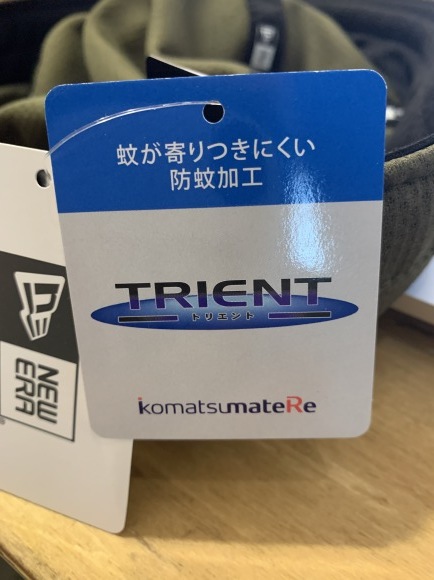 蚊が寄りつきにくい
防蚊加工
TRIENT
トリエント
komatsumateRe
NEW
ERA